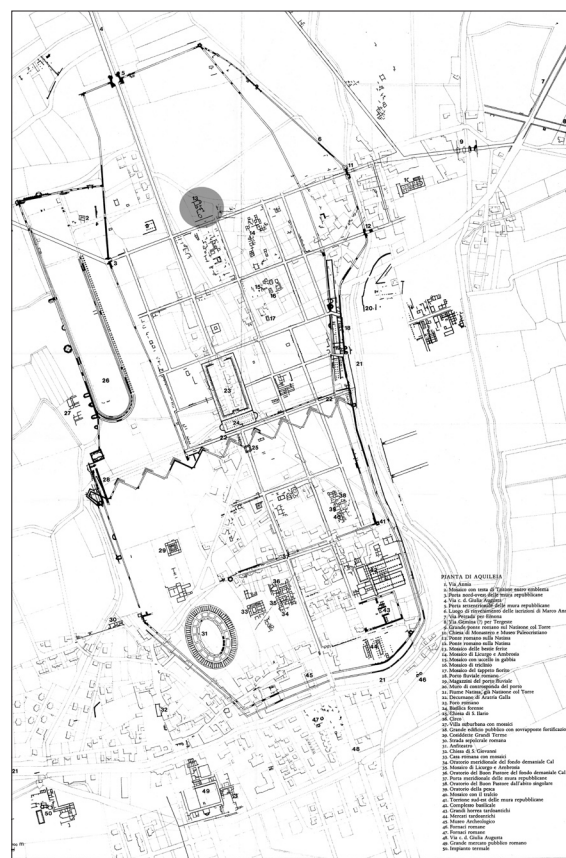 PIANTA DI AQUILEIA
1. Via Annia
2. Mosaico con testa di Tritone nuovo emblema
3. Porta nord-ovest delle mura repubblicane
4. Via c. d. Giulia Augusta
5. Porta settentrionale delle mura repubblicane
6. Luogo di rinvenimento delle iscrizioni di Marco
7. Via Petrada per Emona
8. Via Gemina (?) per Tergeste
9. Grande ponte romano sul Natisone col Torre
10. Chiesa di Monastero e Museo Paleocristiano
11. Ponte romano sulla Natissa
12. Ponte romano sulla Natissa
13. Mosaico delle bestie ferite
14. Mosaico di Licurgo e Ambrosia
15. Mosaico con uccello in gabbia
16. Mosaico di triclinio
17. Mosaico del tappeto fiorito
18. Porto fluviale romano
19. Magazzini del porto fluviale
20. Muro di controsponda del porto
21. Fiume Natissa, già Natisone col Torre
22. Decumano di Aratria Galla
23. Foro romano
24. Basilica forense
25. Chiesa di S. Ilario
26. Circo
27. Villa suburbana con mosaici
28. Grande edificio pubblico con sovrapposte fortificazioni
29. Cosiddette Grandi Terme
30. Strada sepolcrale romana
31. Anfiteatro
32. Chiesa di S. Giovanni
33. Casa romana con mosaici
34. Oratorio meridionale del fondo demaniale Cal
35. Mosaico di Licurgo e Ambrosia
36. Oratorio del Buon Pastore del fondo demaniale Cal
37. Porta meridionale delle mura repubblicane
38. Oratorio del Buon Pastore dall'abito singolare
39. Oratorio della pesca
40. Mosaico con il tralcio
41. Torrione sud-est delle mura repubblicane
42. Complesso basilicale
43. Grandi horrea tardoantichi
44. Mercati tardoantichi
45. Museo Archeologico
46. Fornaci romane
47. Fornaci romane
48. Via c. d. Giulia Augusta
49. Grande mercato pubblico romano
50. Impianto termale